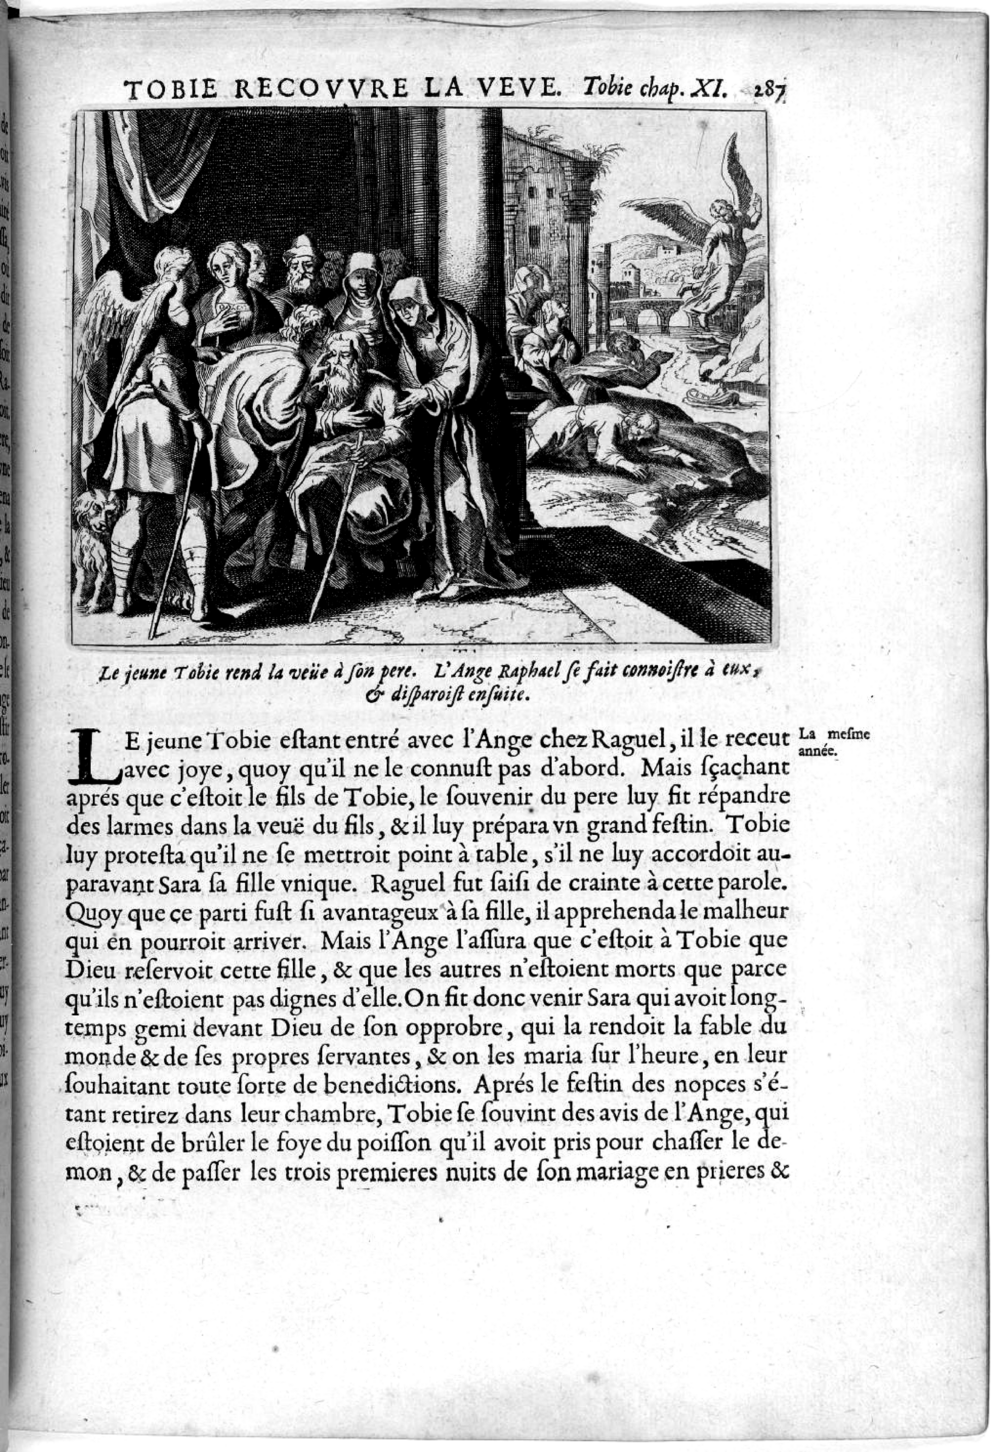 TOBIE RECOVVRE LA VEVE. Tobie chap. XI. 287
Le jeune Tobie rend la veüe à ſon pere. L'Ange Raphael ſe fait connoiſtre à eux,
& diſparoiſt enſuite.
LE jeune Tobie eſtant entré avec l'Ange chez Raguel, il le receut
La meſme
année.
avec joye, quoy qu'il ne le connuſt pas d'abord. Mais ſçachant
aprés que c'eſtoit le fils de Tobie, le ſouvenir du pere luy fit répandre
des larmes dans la veuë du fils, & il luy prépara vn grand feſtin. Tobie
luy proteſta qu'il ne ſe mettroit point à table, s'il ne luy accordoit au-
paravant Sara ſa fille vnique. Raguel fut ſaiſi de crainte à cette parole.
Quoy que ce parti fuſt ſi avantageux à ſa fille, il apprehenda le malheur
qui en pourroit arriver. Mais l'Ange l'aſſura que c'eſtoit à Tobie que
Dieu reſervoit cette fille, & que les autres n'eſtoient morts que parce
qu'ils n'eſtoient pas dignes d'elle. On fit donc venir Sara qui avoit long-
temps gemi devant Dieu de ſon opprobre, qui la rendoit la fable du
monde & de ſes propres ſervantes, & on les maria ſur l'heure, en leur
ſouhaitant toute ſorte de benedictions. Aprés le feſtin des nopces s'é-
tant retirez dans leur chambre, Tobie ſe ſouvint des avis de l'Ange, qui
eſtoient de brûler le foye du poiſſon qu'il avoit pris pour chaſſer le de-
mon, & de paſſer les trois premieres nuits de ſon mariage en prieres &